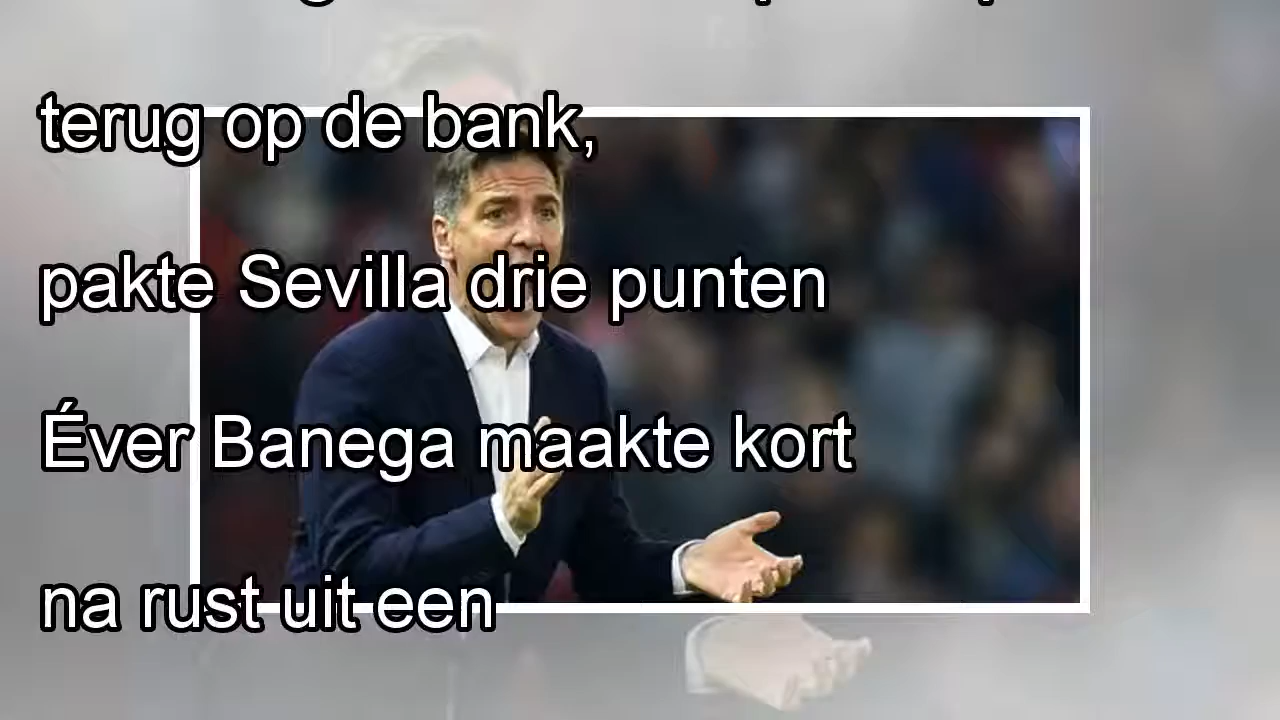 terug op de bank,
pakte Sevilla drie punten
Éver Banega maakte kort
na rust uit een